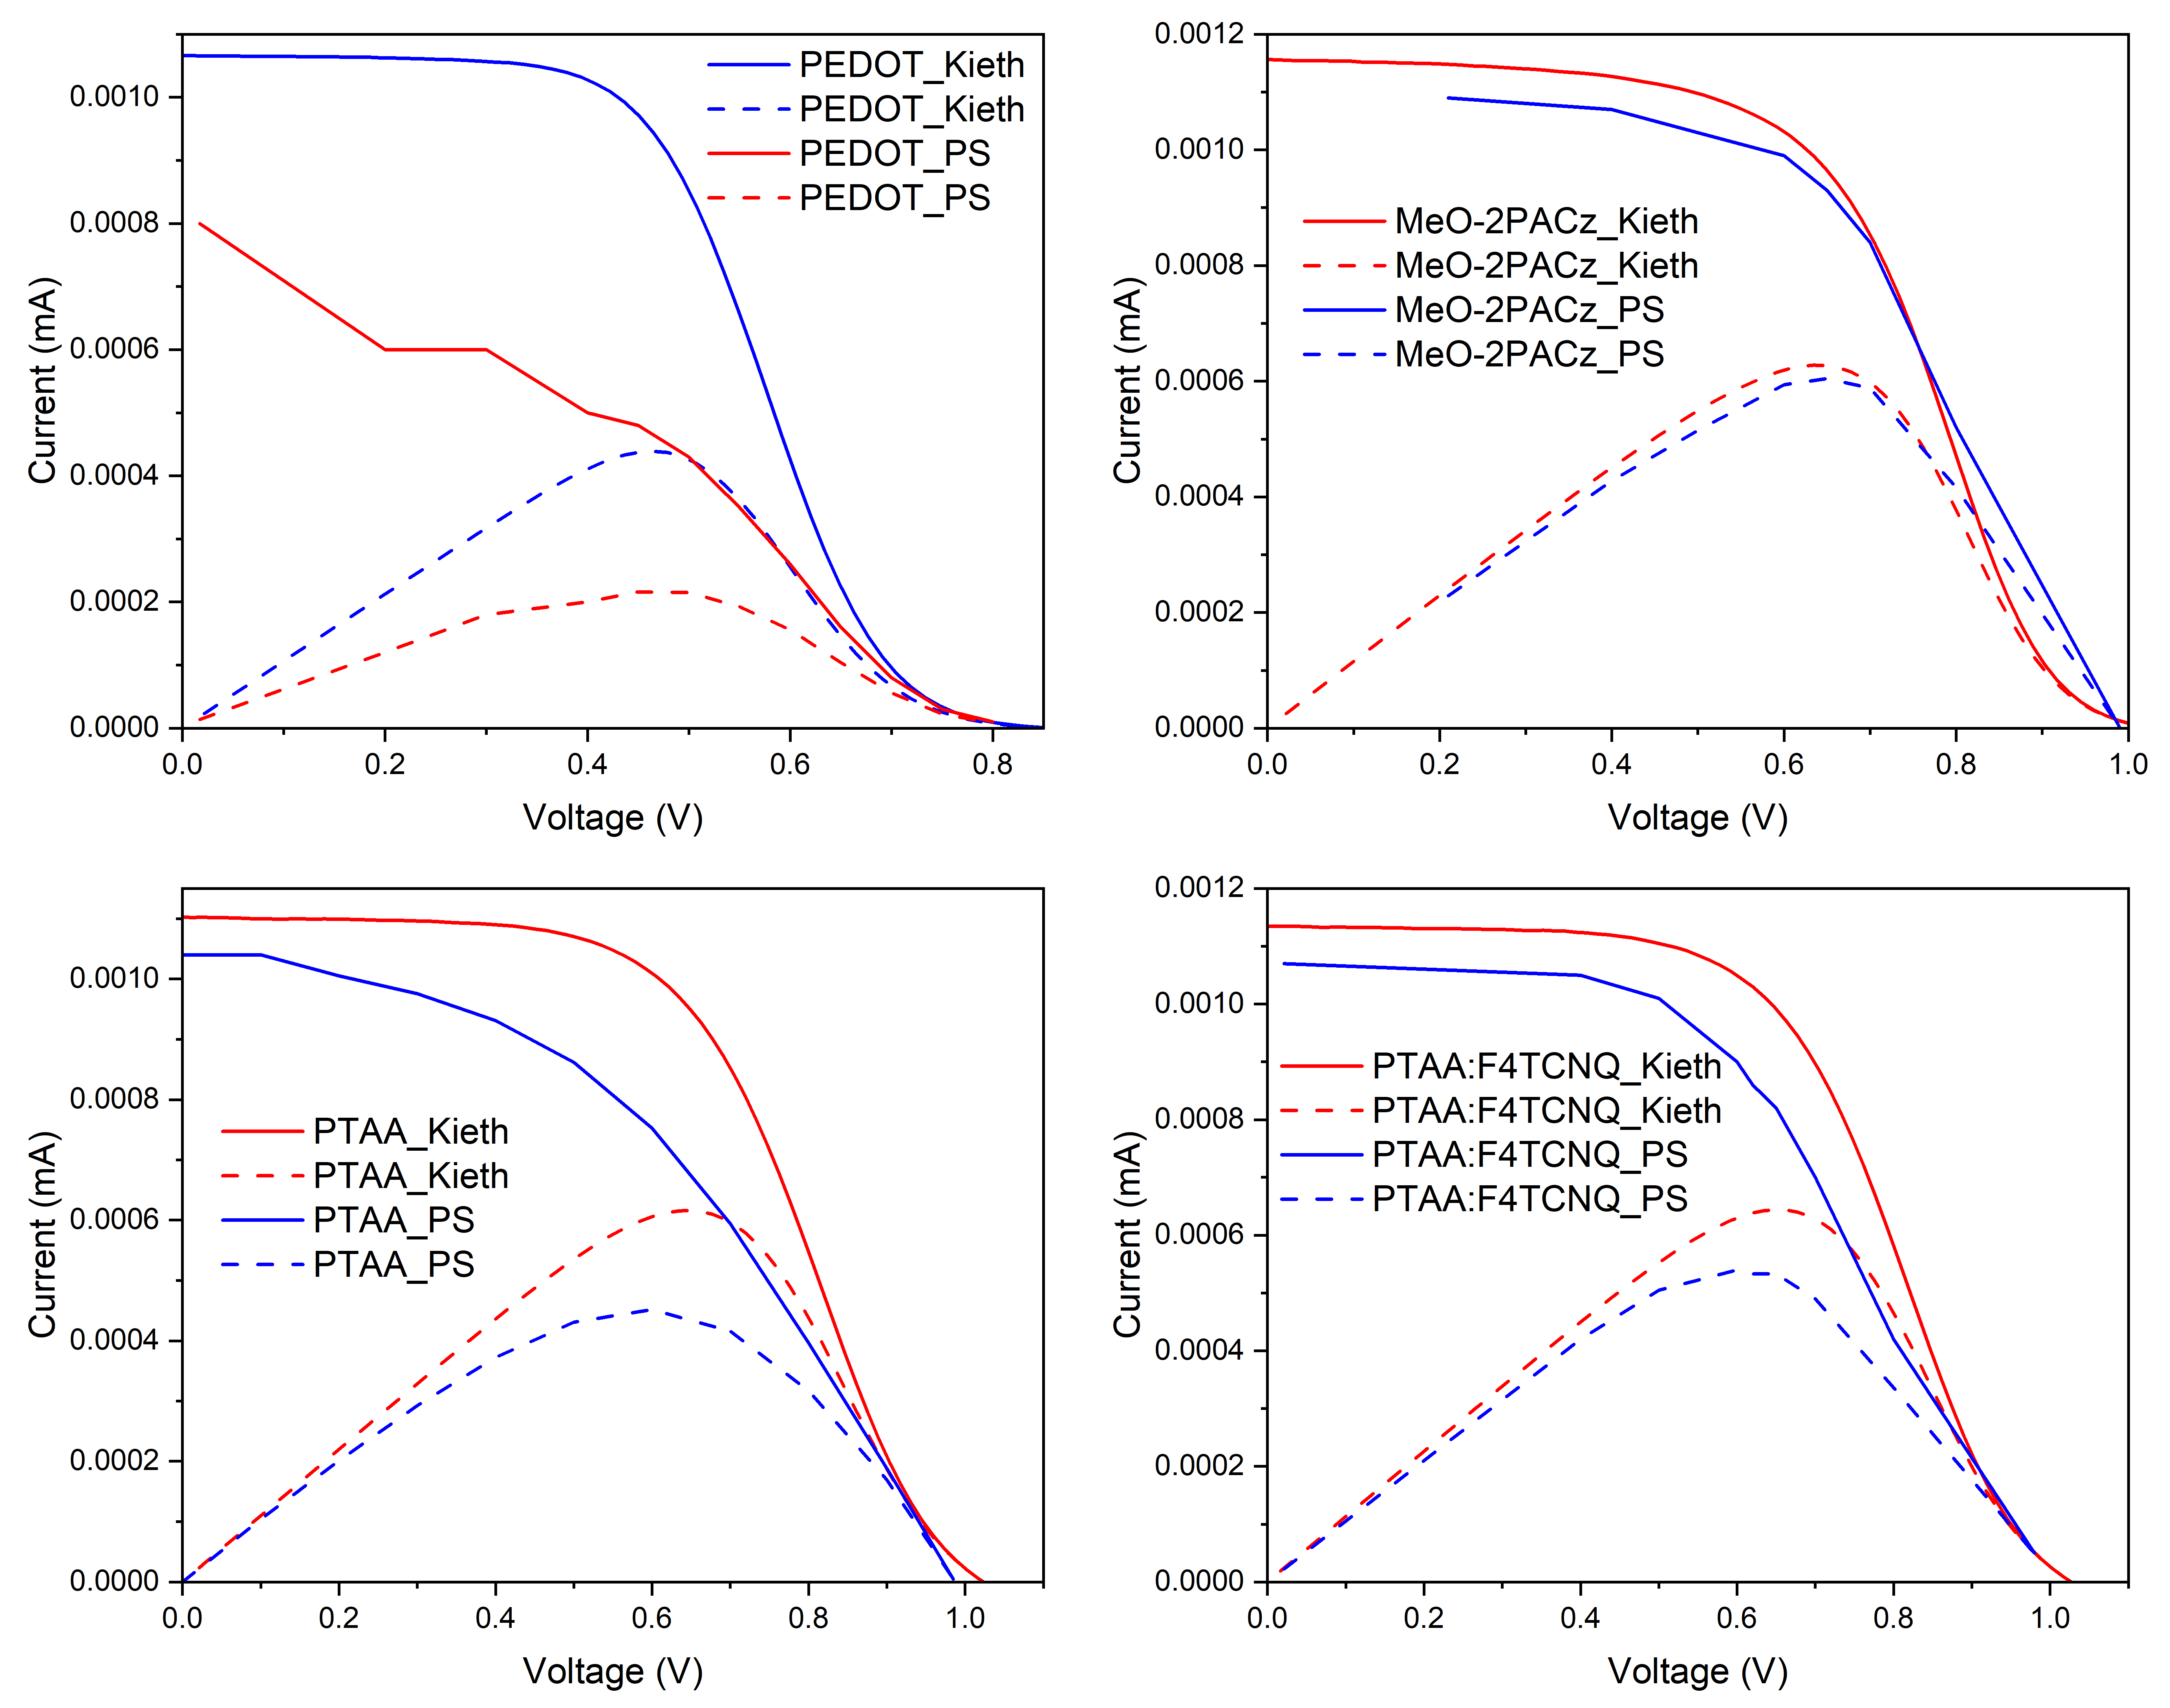 PEDOT_Kieth
PEDOT_Kieth
PEDOT_PS
PEDOT_PS
0.0010
0.0008
0.0006
0.0004
0.0002
0.0000
0.0 0.2 0.4 0.6 0.8
Voltage (V)
Current (mA)
MeO-2PACz_Kieth
MeO-2PACz_Kieth
MeO-2PACz_PS
MeO-2PACz_PS
0.0012
0.0010
0.0008
0.0006
0.0004
0.0002
0.0000
0.0 0.2 0.4 0.6 0.8 1.0
Voltage (V)
Current (mA)
PTAA_Kieth
PTAA_Kieth
PTAA_PS
PTAA_PS
0.0010
0.0008
0.0006
0.0004
0.0002
0.0000
0.0 0.2 0.4 0.6 0.8 1.0
Voltage (V)
Current (mA)
PTAA:F4TCNQ_Kieth
PTAA:F4TCNQ_Kieth
PTAA:F4TCNQ_PS
PTAA:F4TCNQ_PS
0.0012
0.0010
0.0008
0.0006
0.0004
0.0002
0.0000
0.0 0.2 0.4 0.6 0.8 1.0
Voltage (V)
Current (mA)